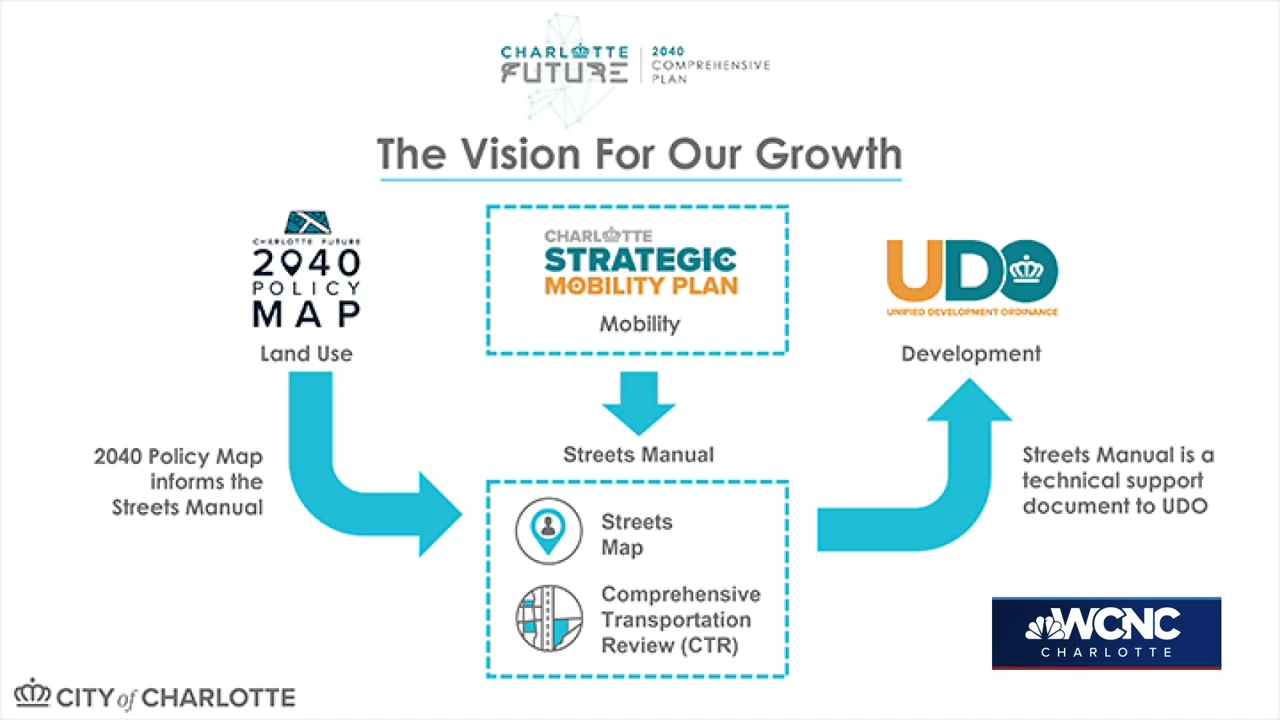 CHARLOTTE
FUTURE
2040
COMPREHENSIVE
PLAN
The Vision For Our Growth
CHARLOTTE FUTURE
2040
POLICY
MAP
Land Use
CHARLOTTE
STRATEGIC
MOBILITY PLAN
Mobility
UDO
UNIFIED DEVELOPMENT ORDINANCE
Development
2040 Policy Map
informs the
Streets Manual
Streets Manual
Streets
Map
Comprehensive
Transportation
Review (CTR)
Streets Manual is a
technical support
document to UDO
WCNC
CHARLOTTE
CITY of CHARLOTTE